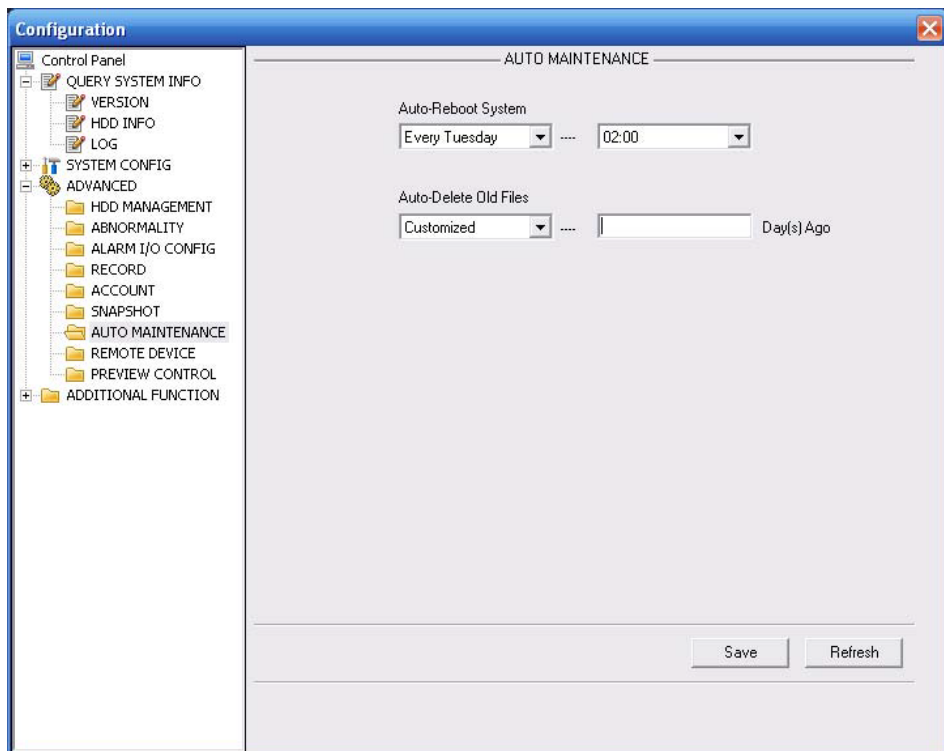 Configuration
Control Panel
QUERY SYSTEM INFO
VERSION
HDD INFO
LOG
SYSTEM CONFIG
ADVANCED
HDD MANAGEMENT
ABNORMALITY
ALARM I/O CONFIG
RECORD
ACCOUNT
SNAPSHOT
AUTO MAINTENANCE
REMOTE DEVICE
PREVIEW CONTROL
ADDITIONAL FUNCTION
AUTO MAINTENANCE
Auto-Reboot System
Every Tuesday ---- 02:00
Auto-Delete Old Files
Customized ---- Day(s) Ago
Save Refresh